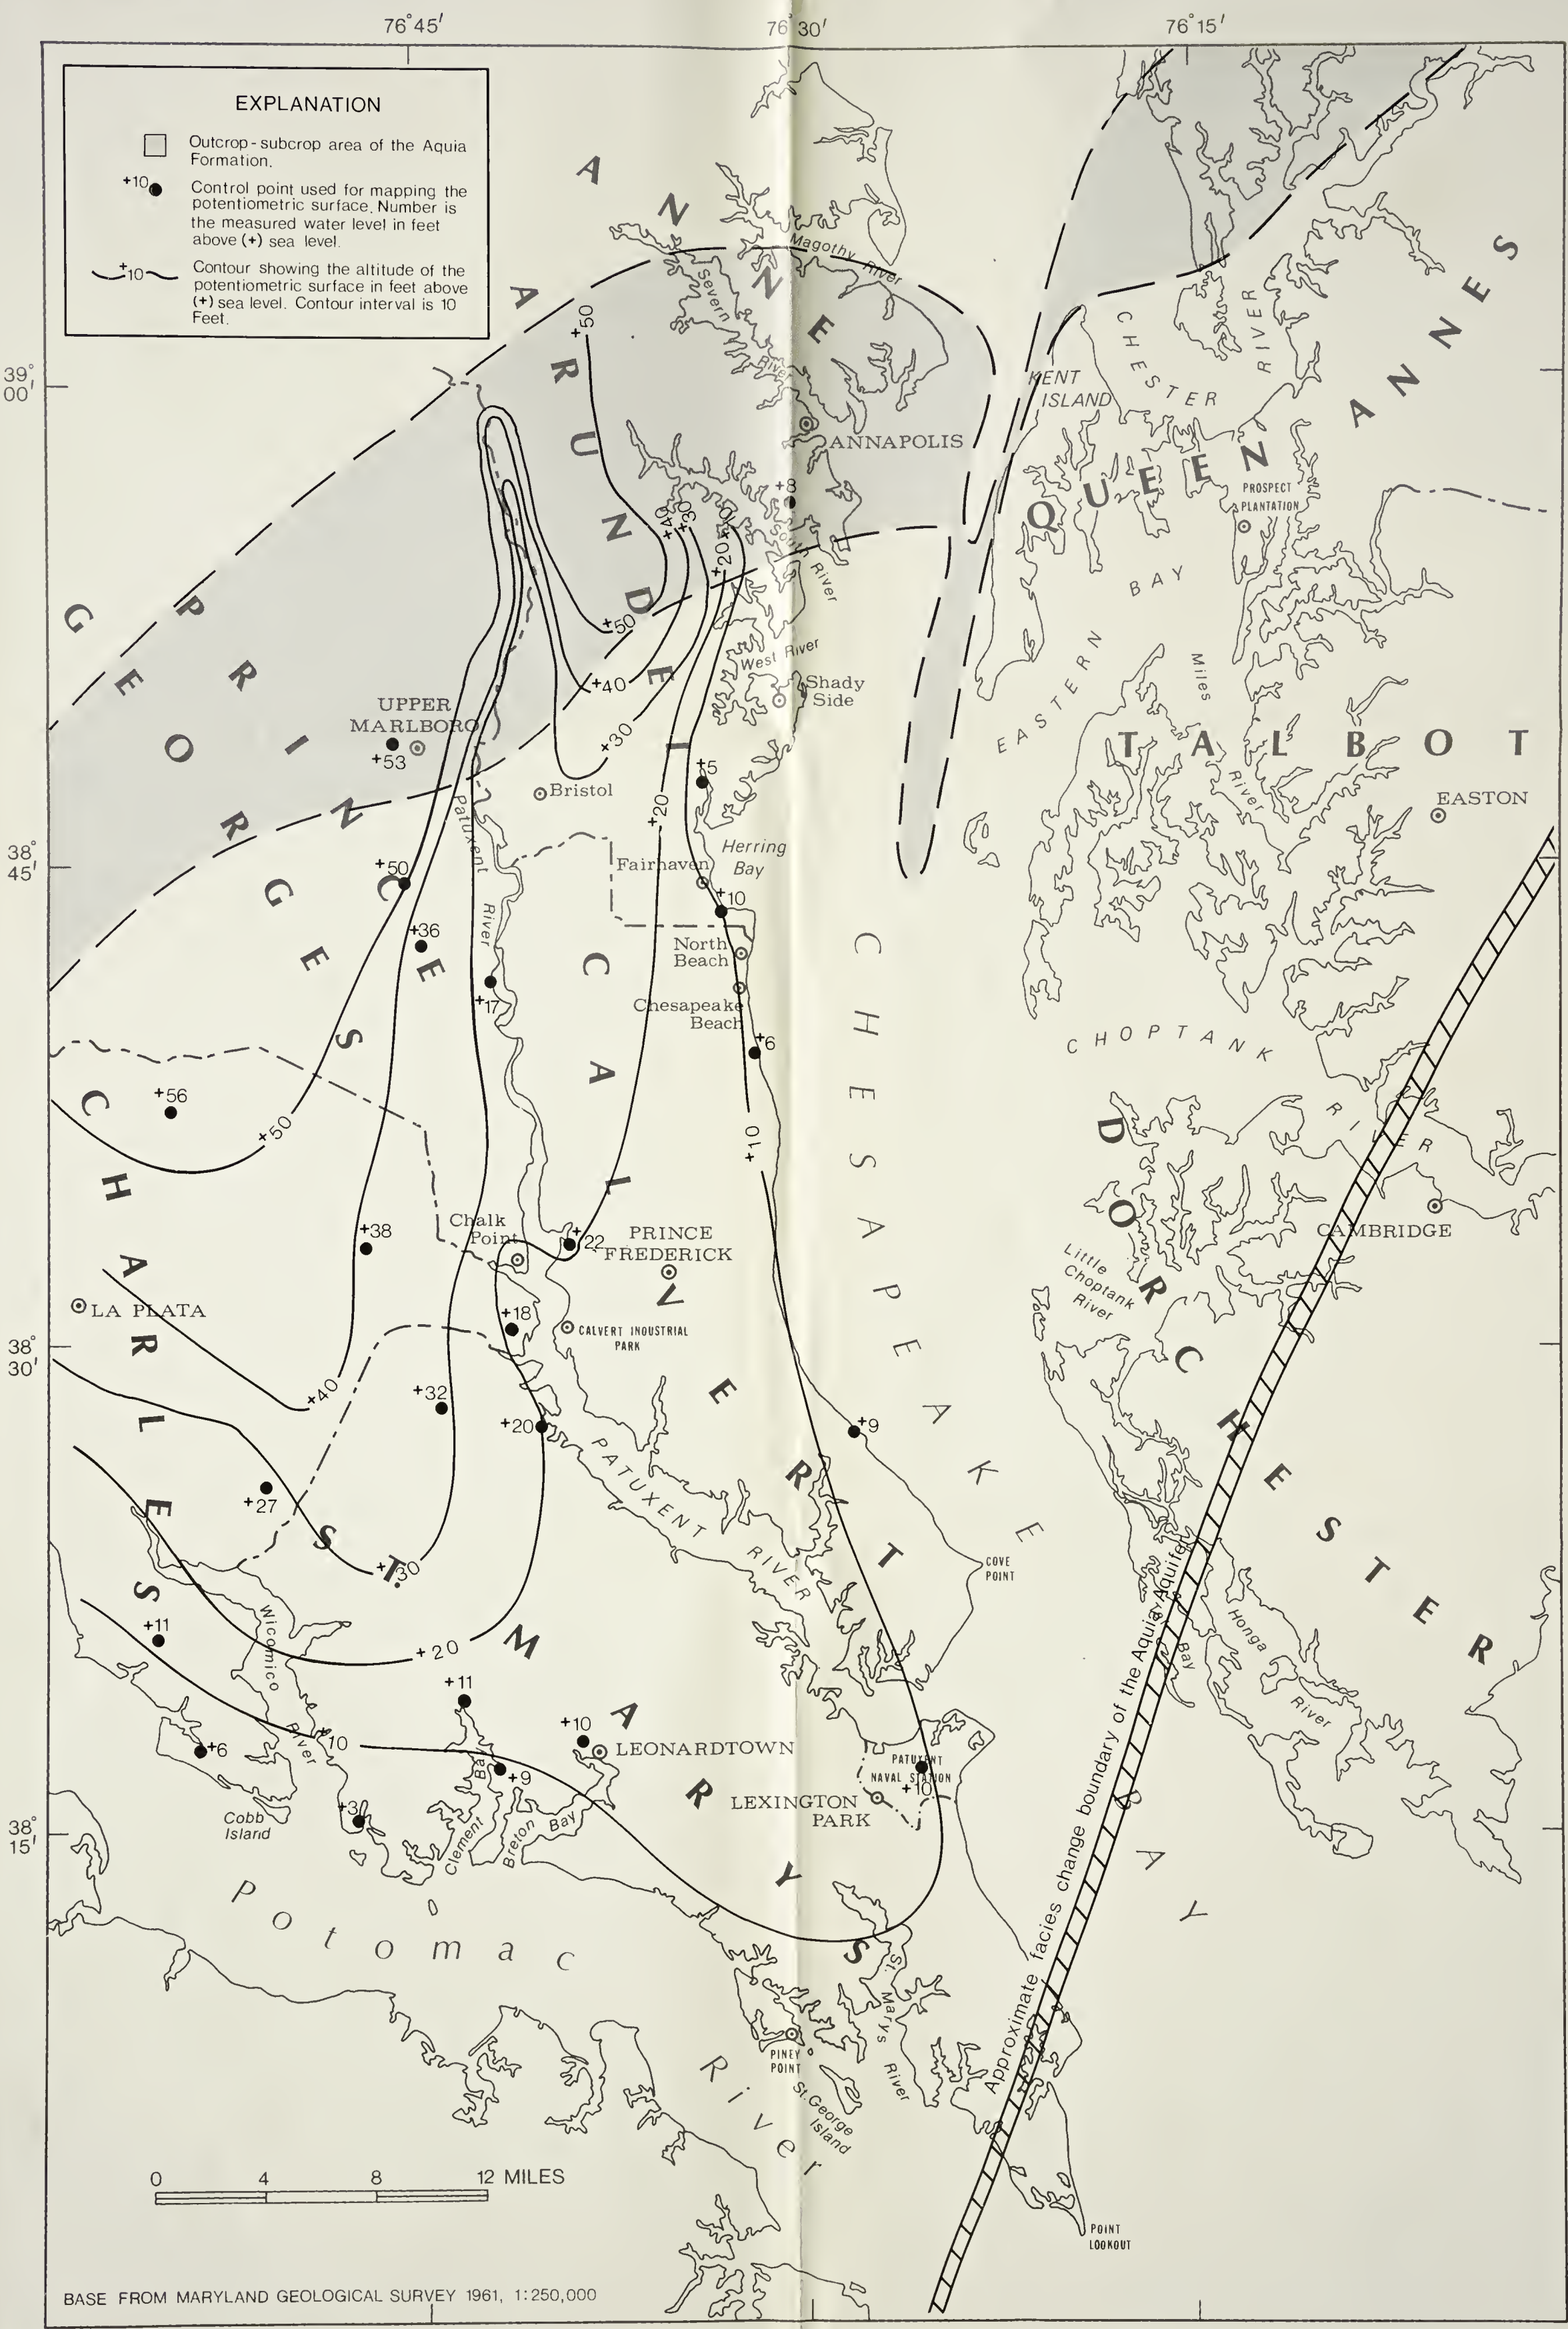 76°45' 76°30' 76°15'
EXPLANATION
Outcrop-subcrop area of the Aquia
Formation.
+10
Control point used for mapping the
potentiometric surface. Number is
the measured water level in feet
above (+) sea level.
+10
Contour showing the altitude of the
potentiometric surface in feet above
(+) sea level. Contour interval is 10
Feet.
39°
00'
38°
45'
38°
30'
38°
15'
ANNE ARUNDEL
PRINCE GEORGES
QUEEN ANNES
TALBOT
CHARLES
CALVERT
DORCHESTER
ST. MARYS
Magothy River
Severn
River
KENT
ISLAND
CHESTER
RIVER
+50
ANNAPOLIS
+8
+40
+30
+20
+10
South River
PROSPECT
PLANTATION
EASTERN
BAY
Miles
River
+50
+40
+30
West River
Shady
Side
UPPER
MARLBORO
+53
Bristol
+5
+20
EASTON
Patuxent
River
Fairhaven
Herring
Bay
+50
+10
+36
North
Beach
+17
Chesapeake
Beach
+6
CHESAPEAKE
BAY
CHOPTANK
RIVER
+56
+50
+10
CAMBRIDGE
+38
Chalk
Point
+22
PRINCE
FREDERICK
Little
Choptank
River
LA PLATA
+18
CALVERT INDUSTRIAL
PARK
+40
+32
+20
+9
PATUXENT
RIVER
+27
+30
COVE
POINT
Honga
River
Bay
+11
Wicomico
River
+20
+11
+10
+10
LEONARDTOWN
+6
+9
PATUXENT
NAVAL STATION
+10
LEXINGTON
PARK
Cobb
Island
+3
Clement
Bay
Breton Bay
Approximate facies change boundary of the Aquia Aquifer
Potomac
River
St.
Marys
River
PINEY
POINT
St. George
Island
0 4 8 12 MILES
POINT
LOOKOUT
BASE FROM MARYLAND GEOLOGICAL SURVEY 1961, 1:250,000